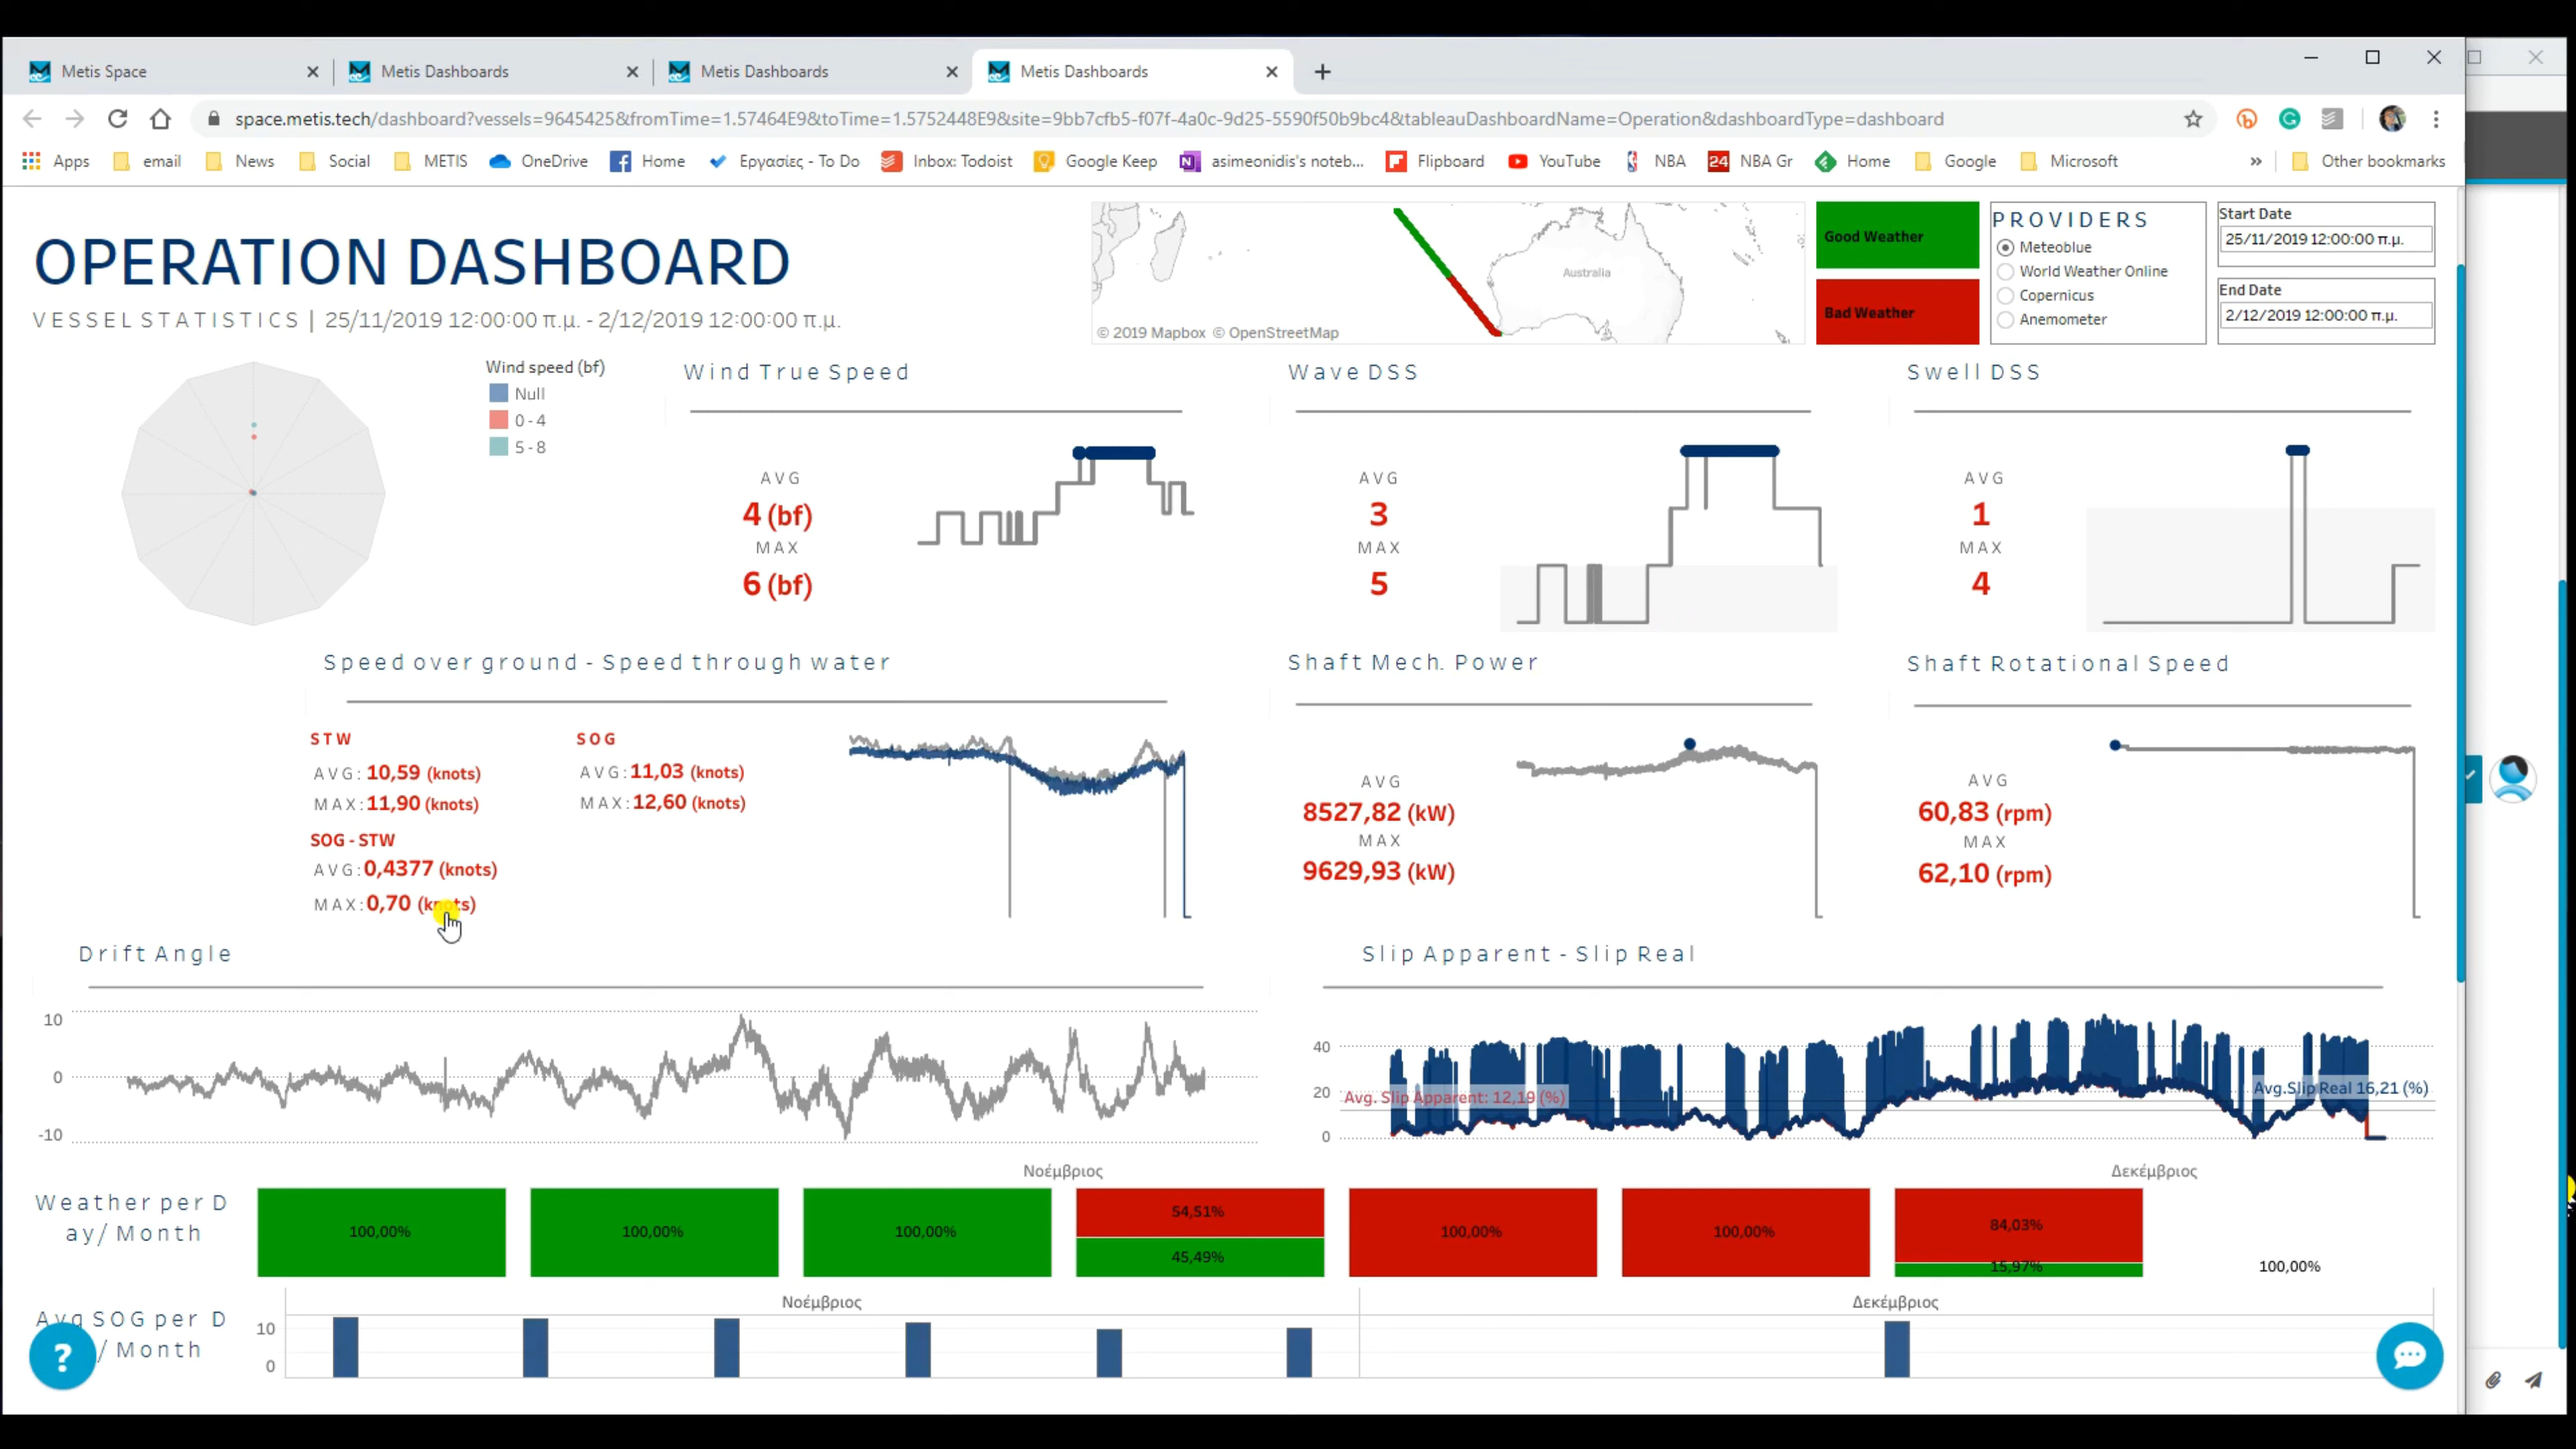 Metis Space
Metis Dashboards
Metis Dashboards
Metis Dashboards
space.metis.tech/dashboard?vessels=9645425&fromTime=1.57464E9&toTime=1.5752448E9&site=9bb7cfb5-f07f-4a0c-9d25-5590f50b9bc4&tableauDashboardName=Operation&dashboardType=dashboard
Apps email News Social METIS OneDrive Home Εργασίες - To Do Inbox: Todoist Google Keep asimeonidis's noteb... Flipboard YouTube NBA 24 NBA Gr Home Google Microsoft » Other bookmarks
OPERATION DASHBOARD
VESSEL STATISTICS | 25/11/2019 12:00:00 π.μ. - 2/12/2019 12:00:00 π.μ.
Australia
© 2019 Mapbox © OpenStreetMap
Good Weather
Bad Weather
PROVIDERS
Meteoblue
World Weather Online
Copernicus
Anemometer
Start Date
25/11/2019 12:00:00 π.μ.
End Date
2/12/2019 12:00:00 π.μ.
Wind speed (bf)
Null
0 - 4
5 - 8
Wind True Speed
AVG
4 (bf)
MAX
6 (bf)
Wave DSS
AVG
3
MAX
5
Swell DSS
AVG
1
MAX
4
Speed over ground - Speed through water
STW
AVG: 10,59 (knots)
MAX: 11,90 (knots)
SOG
AVG: 11,03 (knots)
MAX: 12,60 (knots)
SOG - STW
AVG: 0,4377 (knots)
MAX: 0,70 (knots)
Shaft Mech. Power
AVG
8527,82 (kW)
MAX
9629,93 (kW)
Shaft Rotational Speed
AVG
60,83 (rpm)
MAX
62,10 (rpm)
Drift Angle
10
0
-10
Slip Apparent - Slip Real
40
20
0
Avg. Slip Apparent: 12,19 (%)
Avg.Slip Real 16,21 (%)
Νοέμβριος
Δεκέμβριος
Weather per D
ay/ Month
100,00%
100,00%
100,00%
54,51%
45,49%
100,00%
100,00%
84,03%
15,97%
100,00%
Νοέμβριος
Δεκέμβριος
Avg SOG per D
/ Month
10
0
?